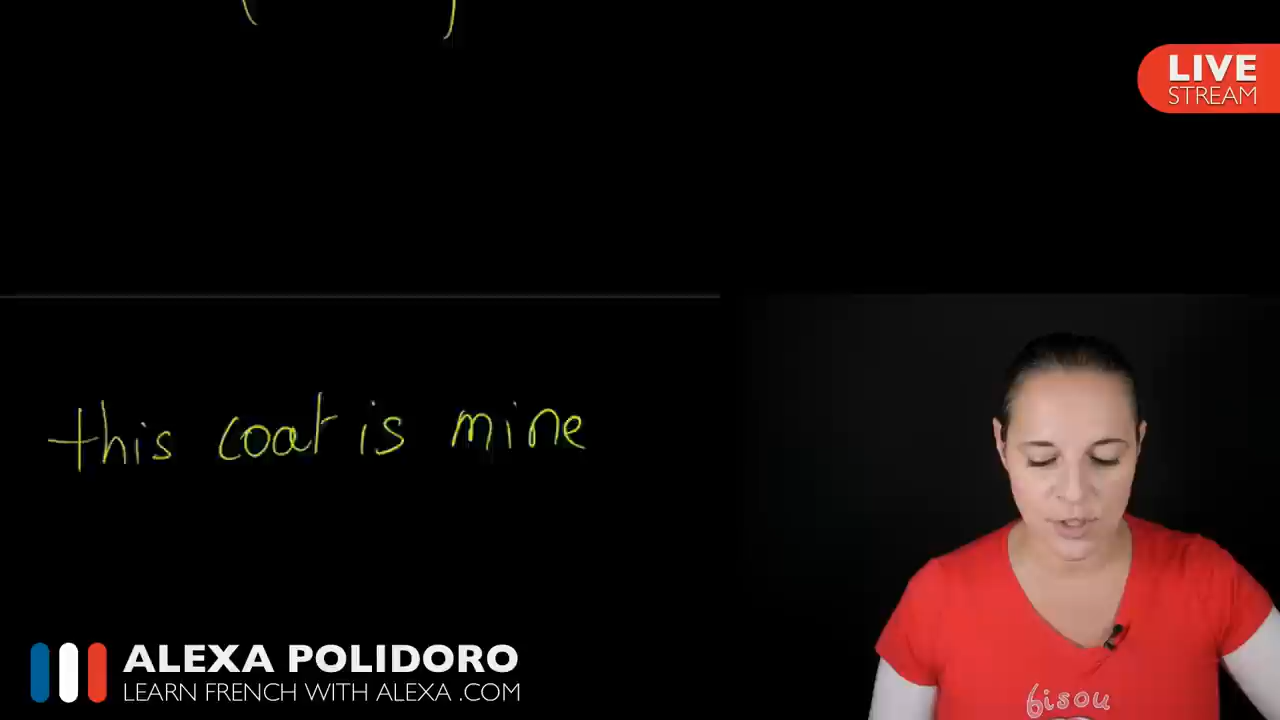 LIVE
STREAM
this coat is mine
ALEXA POLIDORO
LEARN FRENCH WITH ALEXA .COM
bisou